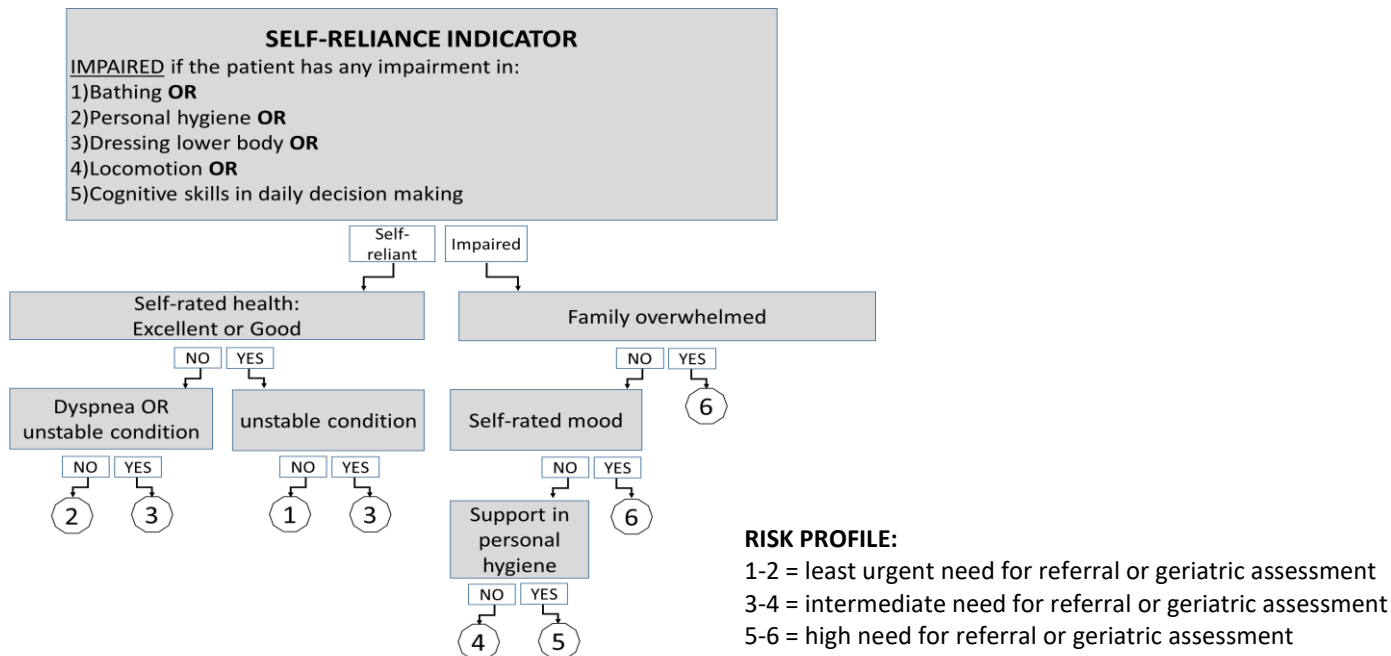 SELF-RELIANCE INDICATOR
IMPAIRED if the patient has any impairment in:
1)Bathing OR
2)Personal hygiene OR
3)Dressing lower body OR
4)Locomotion OR
5)Cognitive skills in daily decision making
Self-
reliant
Impaired
Self-rated health:
Excellent or Good
Family overwhelmed
NO YES
NO YES
Dyspnea OR
unstable condition
unstable condition
Self-rated mood
6
NO YES
NO YES
NO YES
2
3
1
3
Support in
personal
hygiene
6
NO YES
4
5
RISK PROFILE:
1-2 = least urgent need for referral or geriatric assessment
3-4 = intermediate need for referral or geriatric assessment
5-6 = high need for referral or geriatric assessment